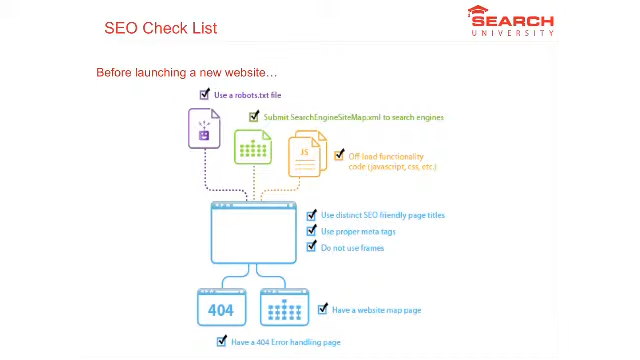 SEO Check List
SEARCH
UNIVERSITY
Before launching a new website…
Use a robots.txt file
Submit SearchEngineSiteMap.xml to search engines
JS
Off-load functionality
code (javascript, css, etc.)
Use distinct SEO friendly page titles
Use proper meta tags
Do not use frames
404
Have a website map page
Have a 404 Error handling page